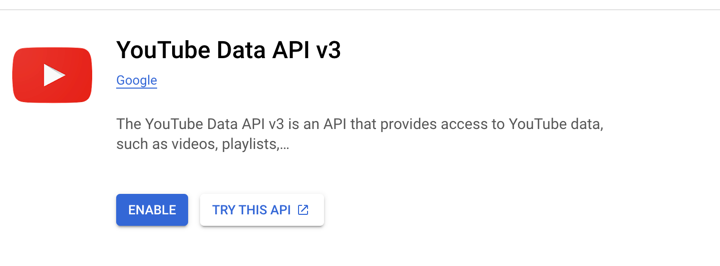 YouTube Data API v3
Google
The YouTube Data API v3 is an API that provides access to YouTube data,
such as videos, playlists,...
ENABLE
TRY THIS API